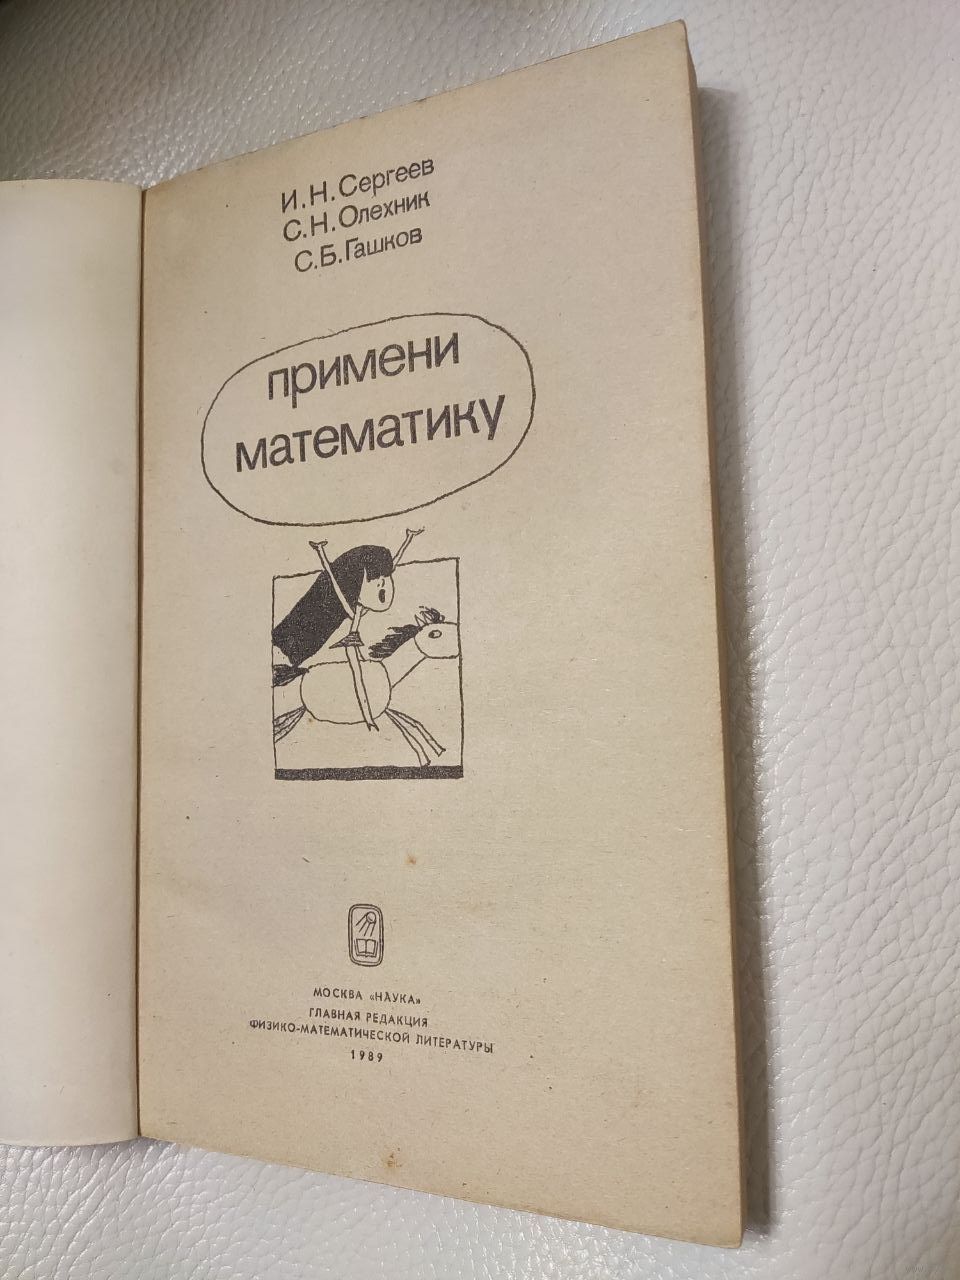 И.Н.Сергеев
С.Н.Олехник
С.Б.Гашков
примени
математику
МОСКВА «НАУКА»
ГЛАВНАЯ РЕДАКЦИЯ
ФИЗИКО-МАТЕМАТИЧЕСКОЙ ЛИТЕРАТУРЫ
1989